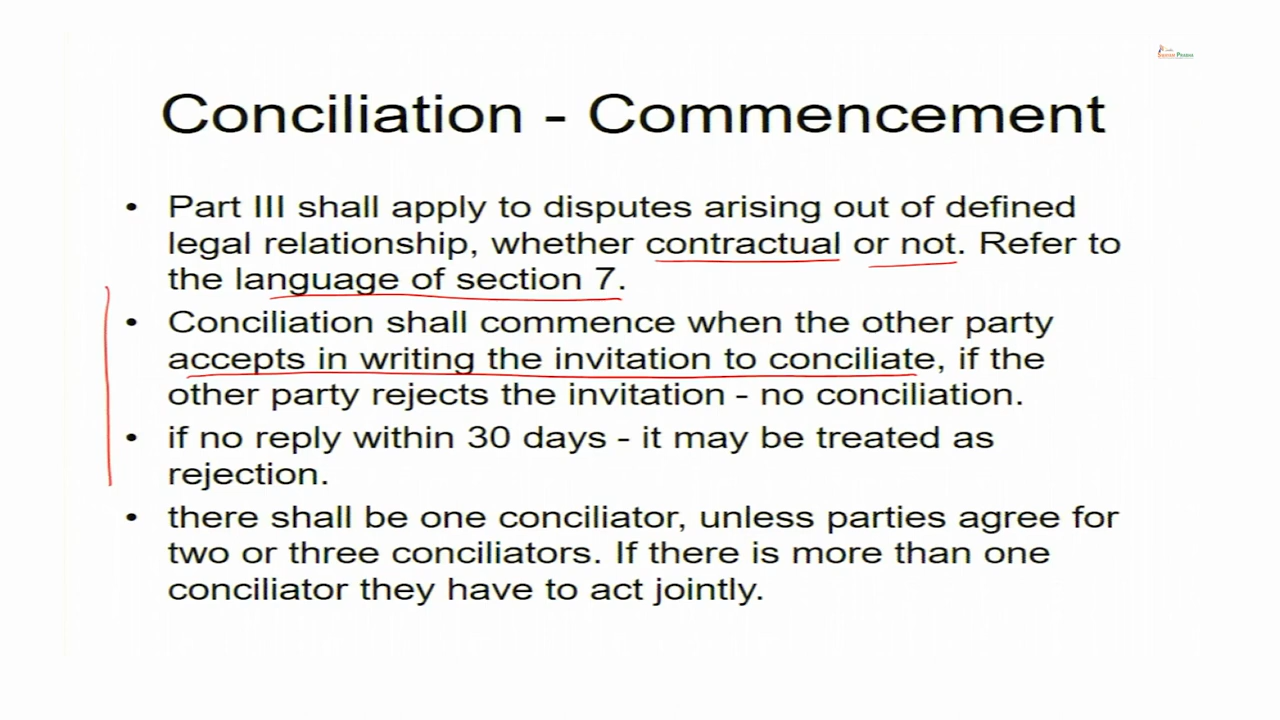 Conciliation - Commencement
• Part III shall apply to disputes arising out of defined
legal relationship, whether contractual or not. Refer to
the language of section 7.
• Conciliation shall commence when the other party
accepts in writing the invitation to conciliate, if the
other party rejects the invitation - no conciliation.
• if no reply within 30 days - it may be treated as
rejection.
• there shall be one conciliator, unless parties agree for
two or three conciliators. If there is more than one
conciliator they have to act jointly.